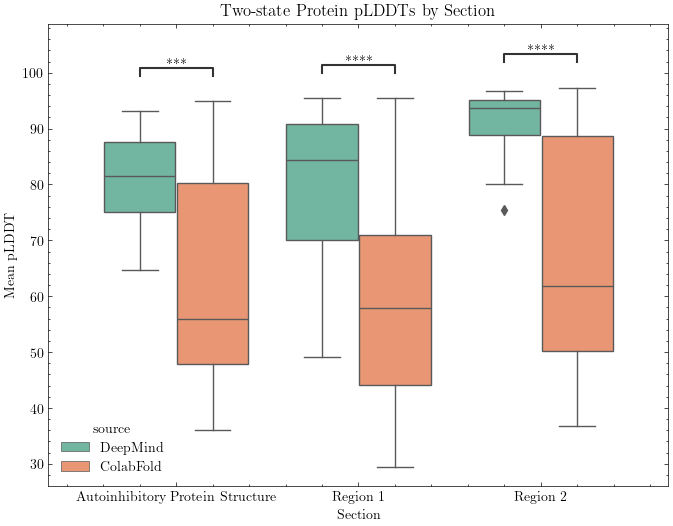 Two-state Protein pLDDTs by Section
***
****
****
100
90
80
70
60
50
40
30
Mean pLDDT
source
DeepMind
ColabFold
Autoinhibitory Protein Structure
Region 1
Region 2
Section